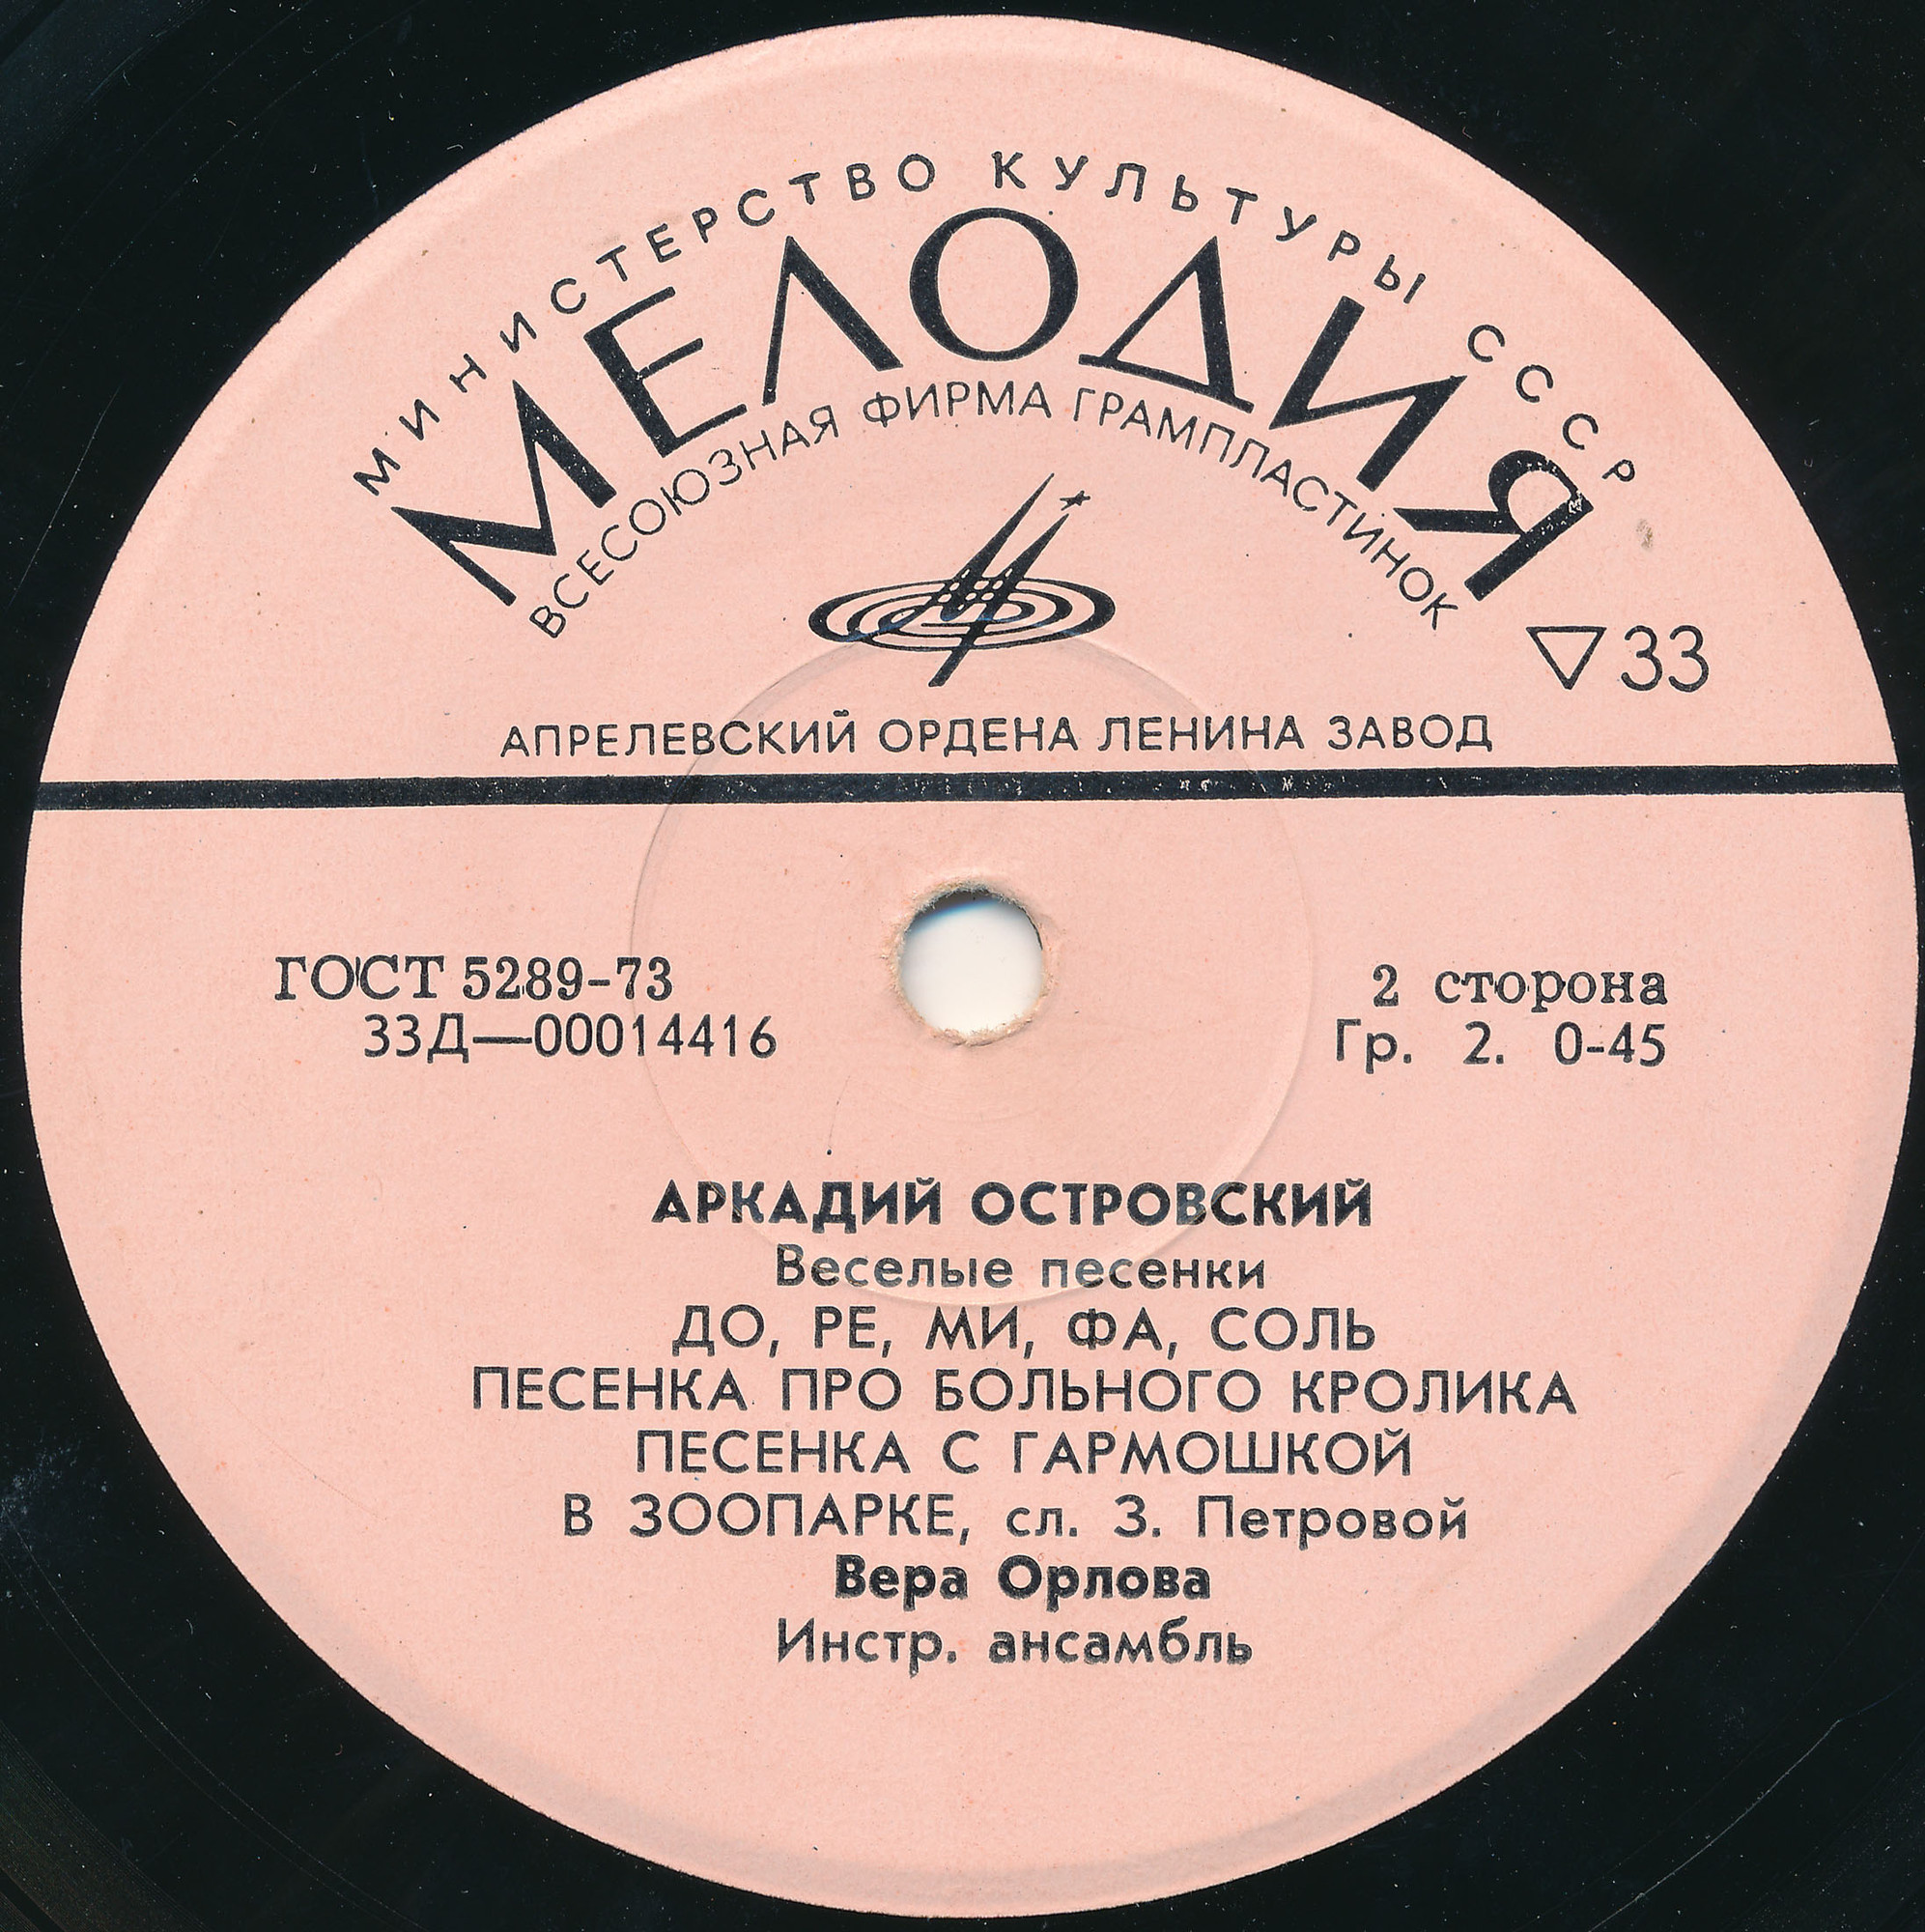 МИНИСТЕРСТВО КУЛЬТУРЫ СССР
МЕЛОДИЯ
ВСЕСОЮЗНАЯ ФИРМА ГРАМПЛАСТИНОК
▽33
АПРЕЛЕВСКИЙ ОРДЕНА ЛЕНИНА ЗАВОД
ГОСТ 5289-73
33Д—00014416
2 сторона
Гр. 2. 0-45
АРКАДИЙ ОСТРОВСКИЙ
Веселые песенки
ДО, РЕ, МИ, ФА, СОЛЬ
ПЕСЕНКА ПРО БОЛЬНОГО КРОЛИКА
ПЕСЕНКА С ГАРМОШКОЙ
В ЗООПАРКЕ, сл. З. Петровой
Вера Орлова
Инстр. ансамбль